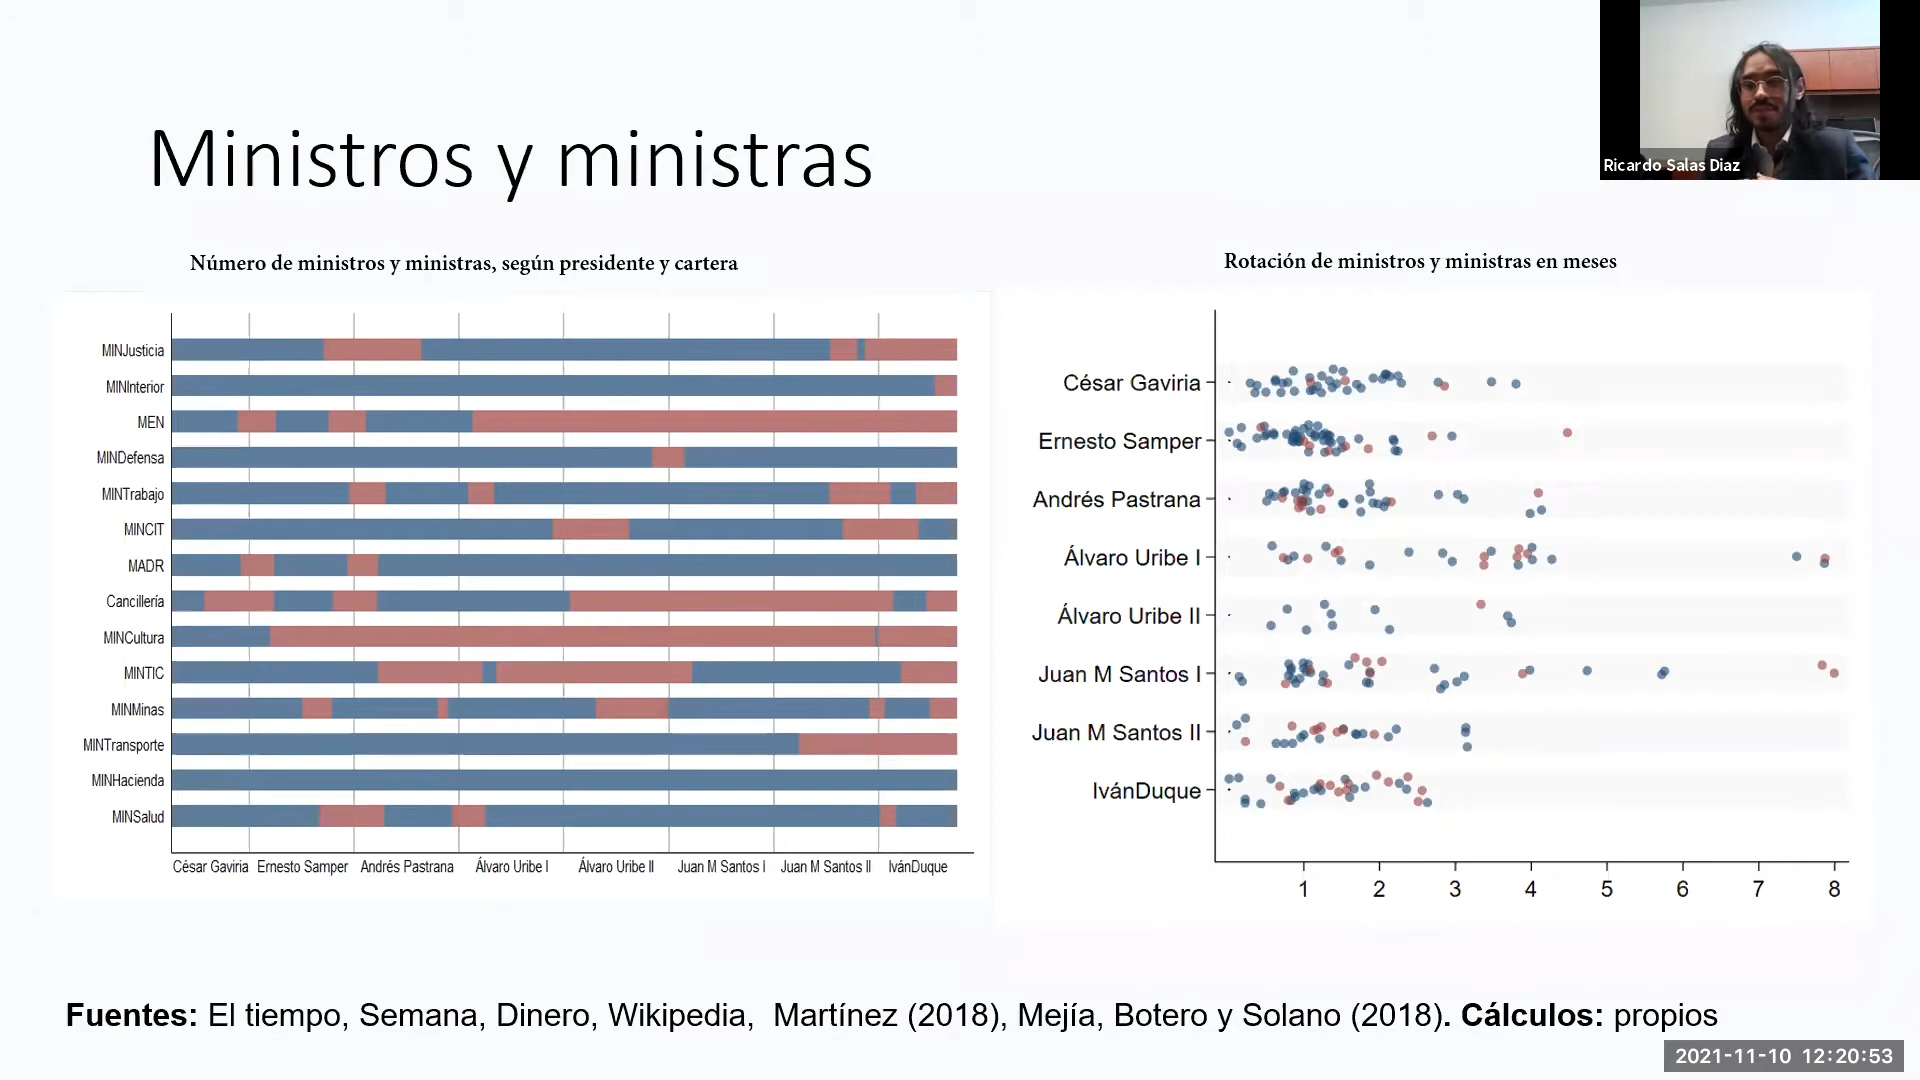 Ricardo Salas Diaz
Ministros y ministras
Número de ministros y ministras, según presidente y cartera
MINJusticia
MINInterior
MEN
MINDefensa
MINTrabajo
MINCIT
MADR
Cancillería
MINCultura
MINTIC
MINMinas
MINTransporte
MINHacienda
MINSalud
César Gaviria Ernesto Samper Andrés Pastrana Álvaro Uribe I Álvaro Uribe II Juan M Santos I Juan M Santos II IvánDuque
Rotación de ministros y ministras en meses
César Gaviria
Ernesto Samper
Andrés Pastrana
Álvaro Uribe I
Álvaro Uribe II
Juan M Santos I
Juan M Santos II
IvánDuque
1 2 3 4 5 6 7 8
Fuentes: El tiempo, Semana, Dinero, Wikipedia, Martínez (2018), Mejía, Botero y Solano (2018). Cálculos: propios
2021-11-10 12:20:53